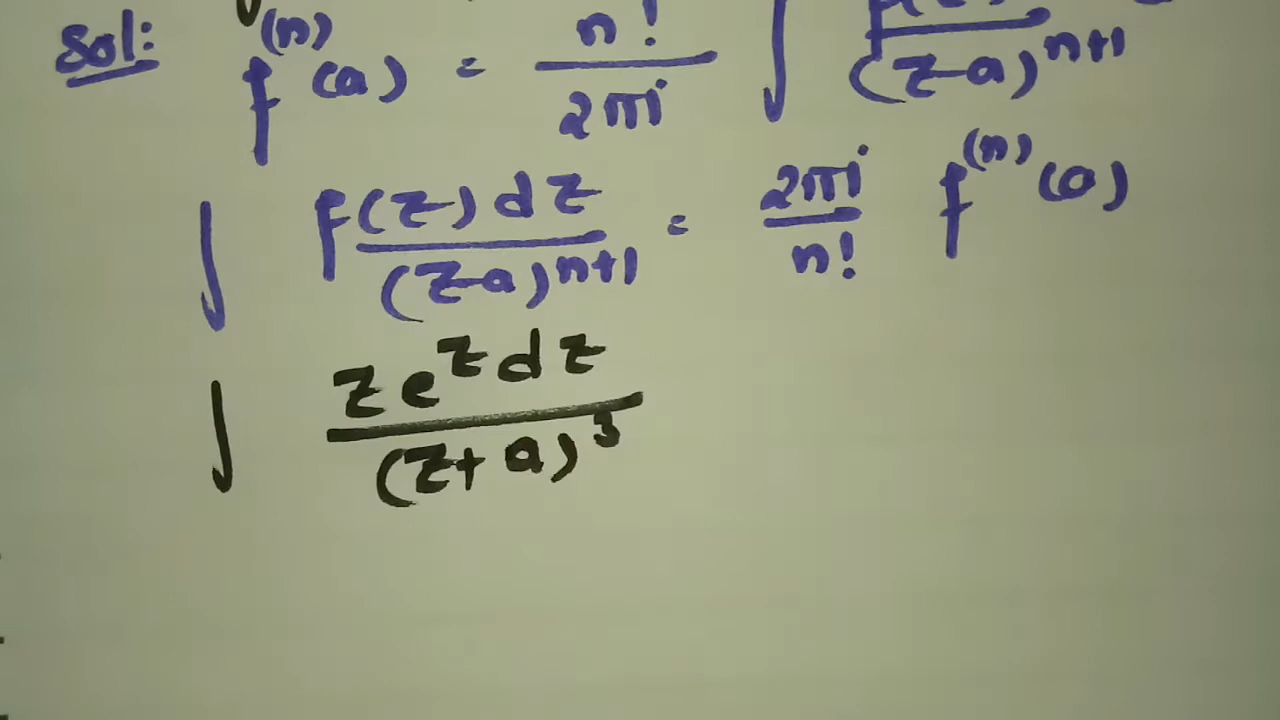 Sol: f^(n) (a) = n! / 2πi ∫ f(z) / (z-a)^n+1
∫ f(z) dz / (z-a)^n+1 = 2πi / n! f^(n) (a)
∫ z e^z dz / (z+a)^3